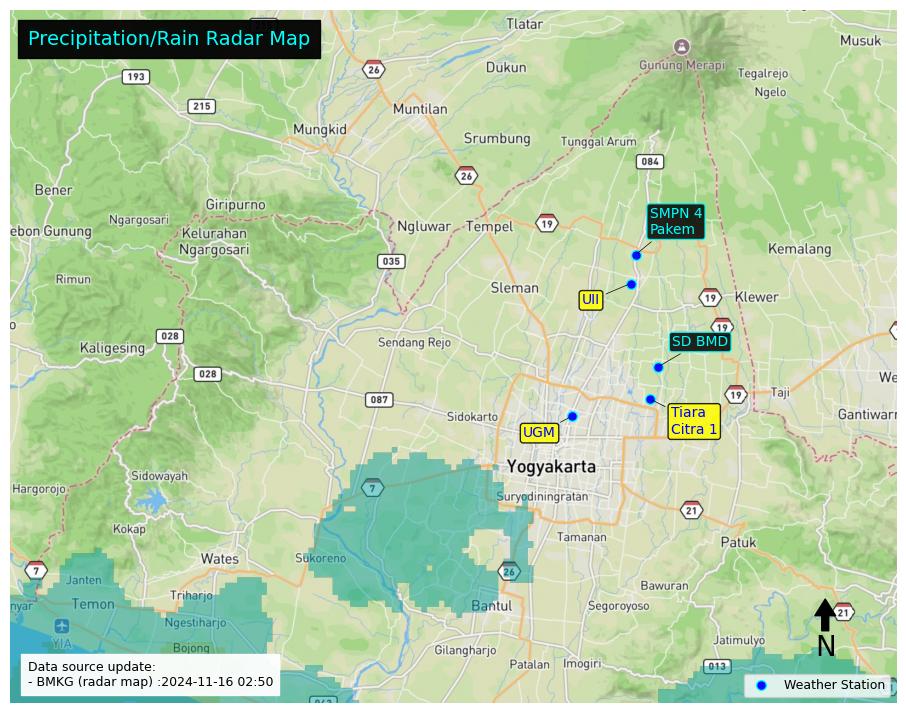 Precipitation/Rain Radar Map
Tlatar
Musuk
26
Dukun
Gunung Merapi
Tegalrejo
193
Ngelo
215
Muntilan
Mungkid
Srumbung
Tunggal Arum
084
26
Bener
Giripurno
SMPN 4
Pakem
Ngargosari
Ngluwar
Tempel
19
ebon Gunung
Kelurahan
Ngargosari
Kemalang
035
Rimun
Sleman
UII
19
Klewer
19
028
Sendang Rejo
SD BMD
Kaligesing
028
We
087
19
Taji
Sidokarto
Tiara
Citra 1
Gantiwarn
UGM
Yogyakarta
Sidowayah
Hargorojo
7
Suryodiningratan
21
Kokap
Tamanan
Patuk
Wates
Sukoreno
7
26
Janten
Bawuran
nyar
Temon
Triharjo
Bantul
Segoroyoso
21
Ngestiharjo
YIA
Bojong
Gilangharjo
Jatimulyo
N
Patalan
Imogiri
013
Data source update:
- BMKG (radar map) :2024-11-16 02:50
Weather Station